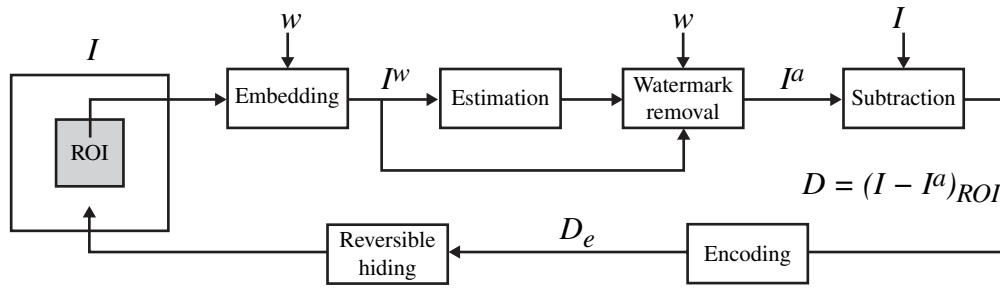 w
w
I
I
I^w
I^a
Embedding
Estimation
Watermark
removal
Subtraction
ROI
D = (I – I^a)_ROI
D_e
Reversible
hiding
Encoding